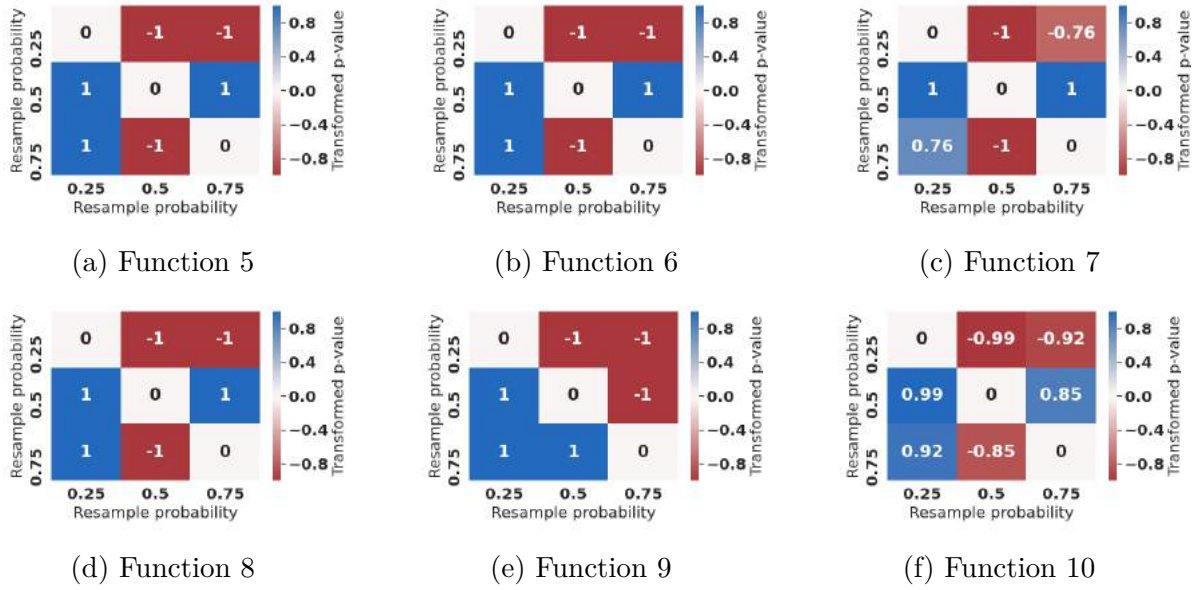 Resample probability
0.25 0.5 0.75
0 -1 -1
1 0 1
1 -1 0
0.25 0.5 0.75
Resample probability
0.8
0.4
0.0
−0.4
−0.8
Transformed p-value
(a) Function 5
Resample probability
0.25 0.5 0.75
0 -1 -1
1 0 1
1 -1 0
0.25 0.5 0.75
Resample probability
0.8
0.4
0.0
−0.4
−0.8
Transformed p-value
(b) Function 6
Resample probability
0.25 0.5 0.75
0 -1 -0.76
1 0 1
0.76 -1 0
0.25 0.5 0.75
Resample probability
0.8
0.4
0.0
−0.4
−0.8
Transformed p-value
(c) Function 7
Resample probability
0.25 0.5 0.75
0 -1 -1
1 0 1
1 -1 0
0.25 0.5 0.75
Resample probability
0.8
0.4
0.0
−0.4
−0.8
Transformed p-value
(d) Function 8
Resample probability
0.25 0.5 0.75
0 -1 -1
1 0 -1
1 1 0
0.25 0.5 0.75
Resample probability
0.8
0.4
0.0
−0.4
−0.8
Transformed p-value
(e) Function 9
Resample probability
0.25 0.5 0.75
0 -0.99 -0.92
0.99 0 0.85
0.92 -0.85 0
0.25 0.5 0.75
Resample probability
0.8
0.4
0.0
−0.4
−0.8
Transformed p-value
(f) Function 10